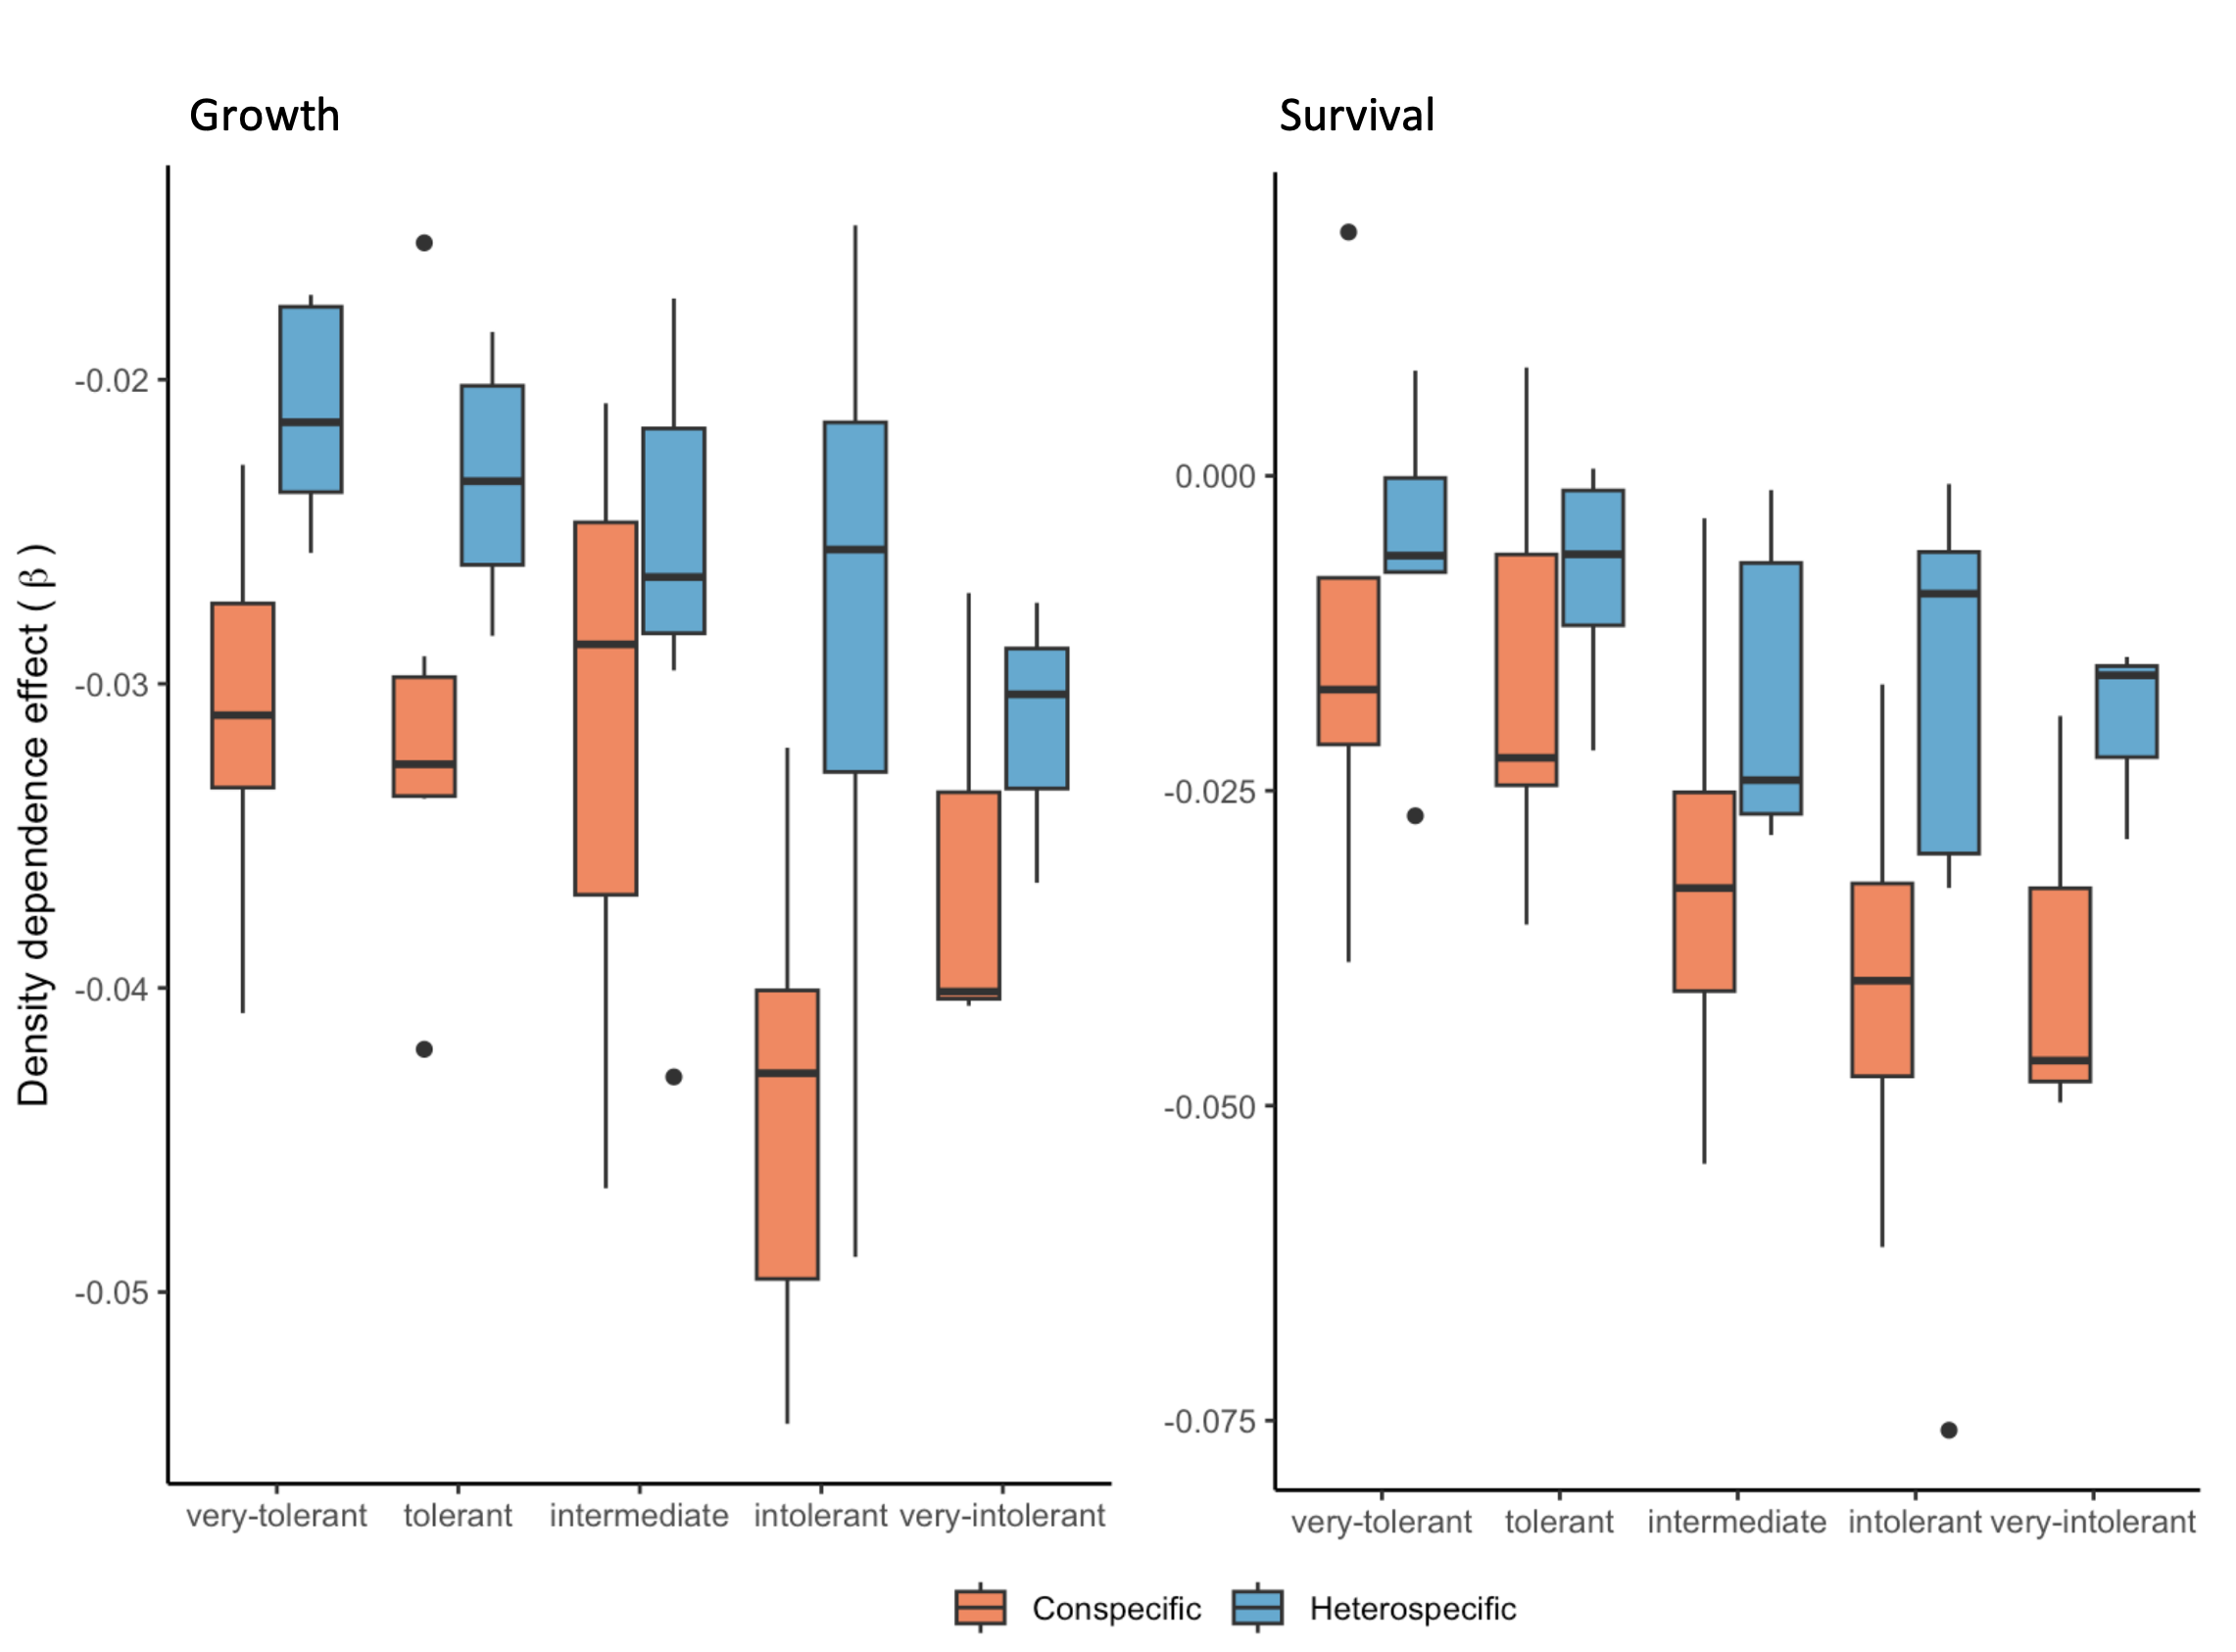 Growth
Survival
Density dependence effect ( β )
-0.02
-0.03
-0.04
-0.05
very-tolerant tolerant intermediate intolerant very-intolerant
0.000
-0.025
-0.050
-0.075
very-tolerant tolerant intermediate intolerant very-intolerant
Conspecific Heterospecific